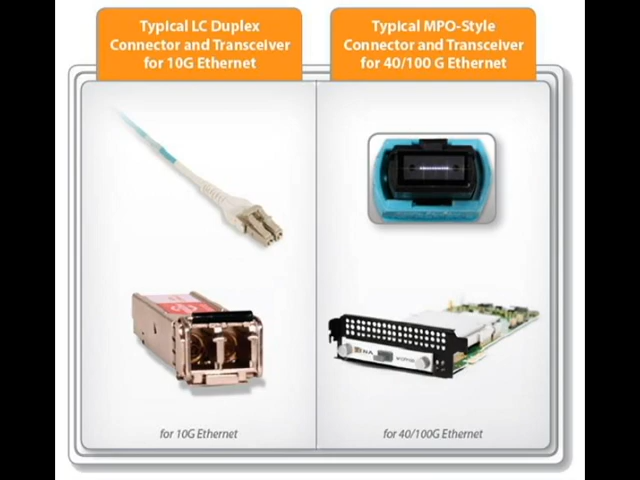 Typical LC Duplex
Connector and Transceiver
for 10G Ethernet
Typical MPO-Style
Connector and Transceiver
for 40/100 G Ethernet
for 10G Ethernet
for 40/100G Ethernet